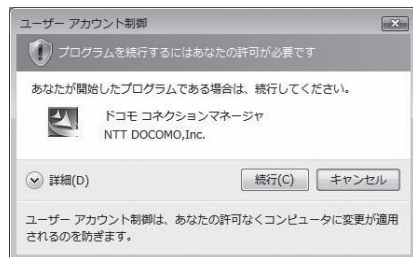 ユーザー アカウント制御
プログラムを続行するにはあなたの許可が必要です
あなたが開始したプログラムである場合は、続行してください。
ドコモ コネクションマネージャ
NTT DOCOMO,Inc.
詳細(D)
続行(C)
キャンセル
ユーザー アカウント制御は、あなたの許可なくコンピュータに変更が適用
されるのを防ぎます。